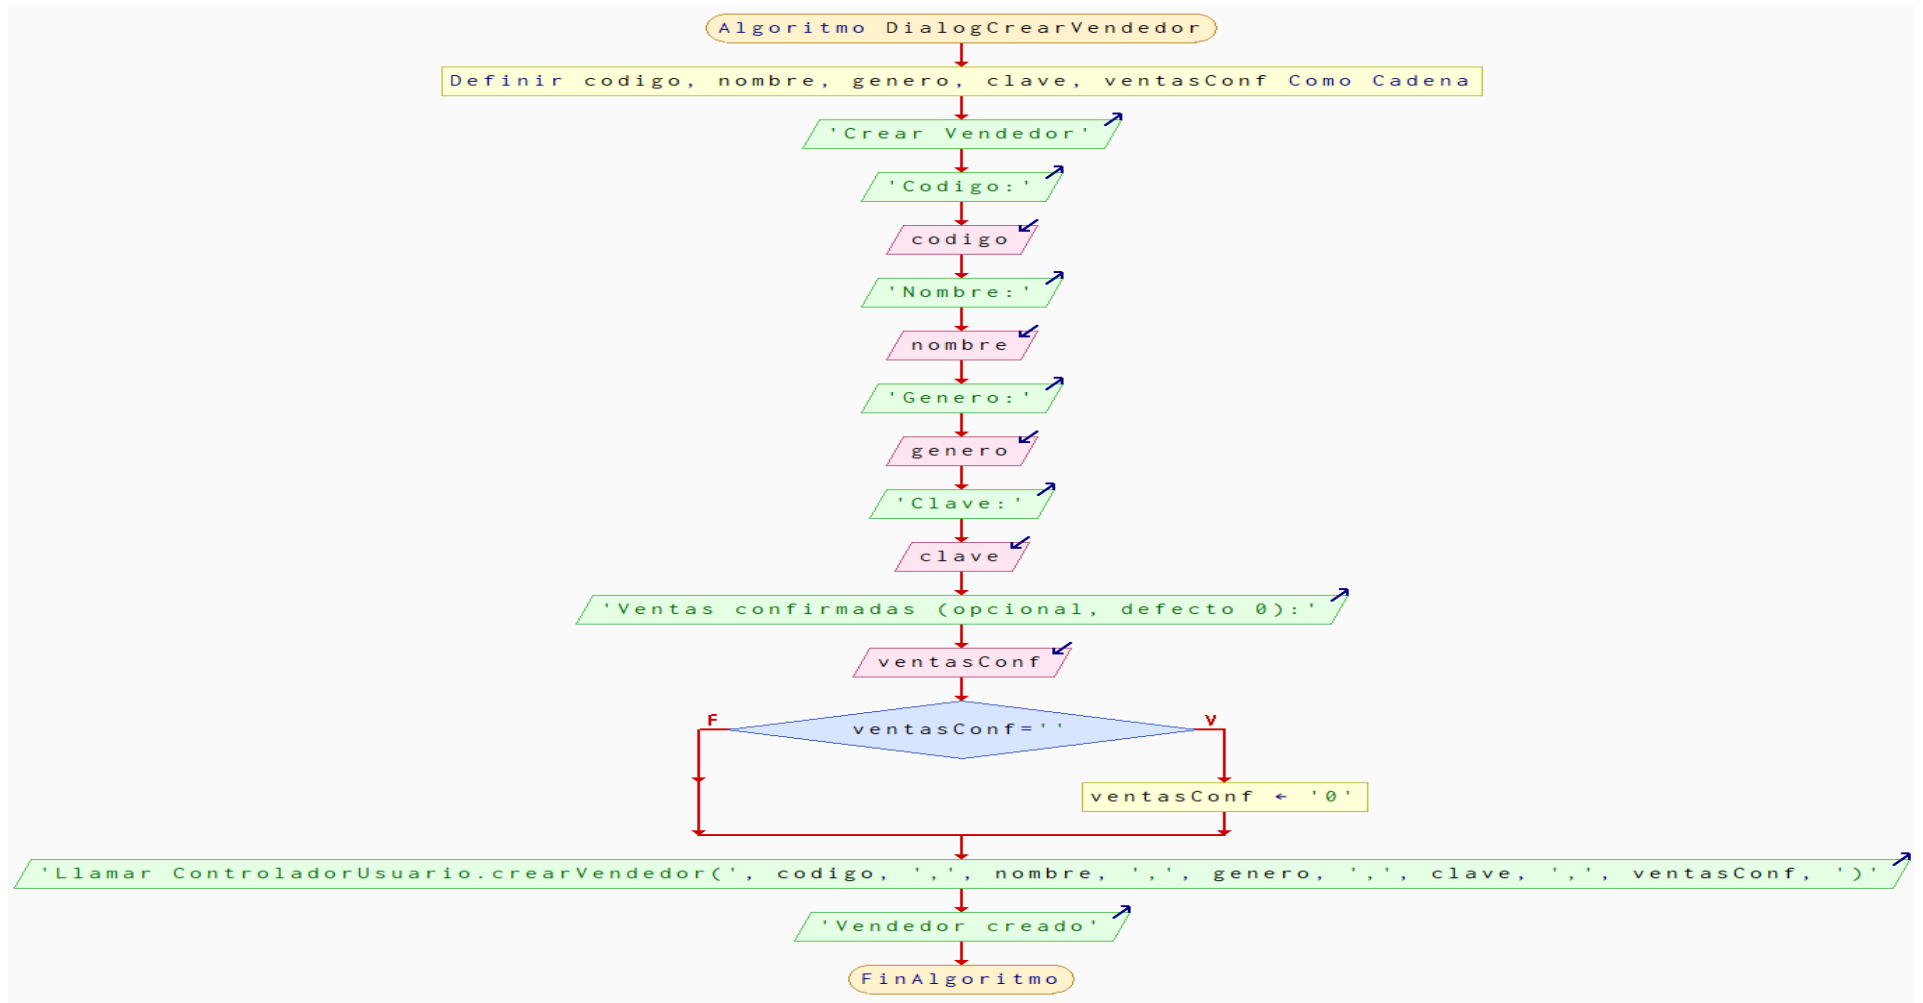 Algoritmo DialogCrearVendedor
Definir codigo, nombre, genero, clave, ventasConf Como Cadena
'Crear Vendedor'
'Codigo:'
codigo
'Nombre:'
nombre
'Genero:'
genero
'Clave:'
clave
'Ventas confirmadas (opcional, defecto 0):'
ventasConf
F
ventasConf=''
V
ventasConf ← '0'
'Llamar ControladorUsuario.crearVendedor(', codigo, ',', nombre, ',', genero, ',', clave, ',', ventasConf, ')'
'Vendedor creado'
FinAlgoritmo